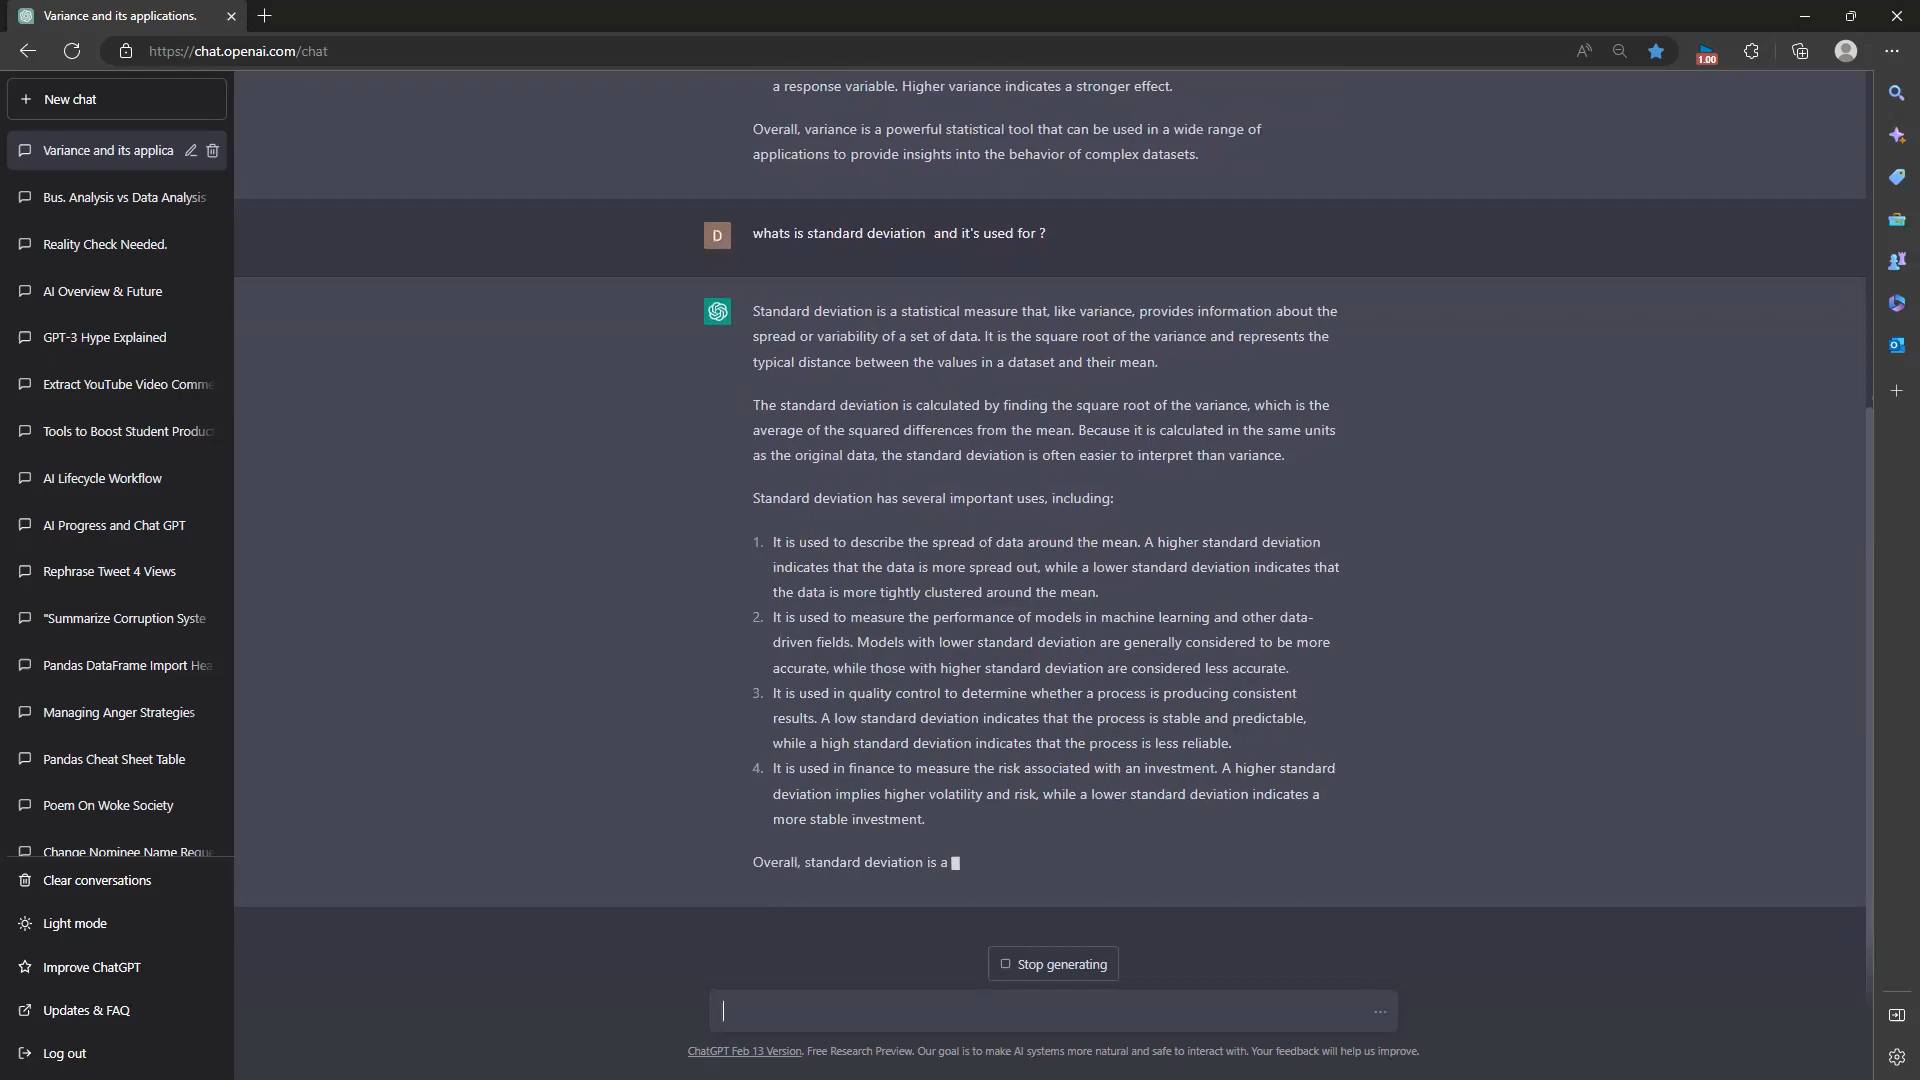 Variance and its applications.
https://chat.openai.com/chat
1.00
New chat
Variance and its applica
Bus. Analysis vs Data Analysis
Reality Check Needed.
AI Overview & Future
GPT-3 Hype Explained
Extract YouTube Video Comme
Tools to Boost Student Produc
AI Lifecycle Workflow
AI Progress and Chat GPT
Rephrase Tweet 4 Views
"Summarize Corruption Syste
Pandas DataFrame Import Hea
Managing Anger Strategies
Pandas Cheat Sheet Table
Poem On Woke Society
Change Nominee Name Reque
Clear conversations
Light mode
Improve ChatGPT
Updates & FAQ
Log out
a response variable. Higher variance indicates a stronger effect.
Overall, variance is a powerful statistical tool that can be used in a wide range of
applications to provide insights into the behavior of complex datasets.
D
whats is standard deviation and it's used for ?
Standard deviation is a statistical measure that, like variance, provides information about the
spread or variability of a set of data. It is the square root of the variance and represents the
typical distance between the values in a dataset and their mean.
The standard deviation is calculated by finding the square root of the variance, which is the
average of the squared differences from the mean. Because it is calculated in the same units
as the original data, the standard deviation is often easier to interpret than variance.
Standard deviation has several important uses, including:
1. It is used to describe the spread of data around the mean. A higher standard deviation
indicates that the data is more spread out, while a lower standard deviation indicates that
the data is more tightly clustered around the mean.
2. It is used to measure the performance of models in machine learning and other data-
driven fields. Models with lower standard deviation are generally considered to be more
accurate, while those with higher standard deviation are considered less accurate.
3. It is used in quality control to determine whether a process is producing consistent
results. A low standard deviation indicates that the process is stable and predictable,
while a high standard deviation indicates that the process is less reliable.
4. It is used in finance to measure the risk associated with an investment. A higher standard
deviation implies higher volatility and risk, while a lower standard deviation indicates a
more stable investment.
Overall, standard deviation is a
Stop generating
ChatGPT Feb 13 Version. Free Research Preview. Our goal is to make AI systems more natural and safe to interact with. Your feedback will help us improve.